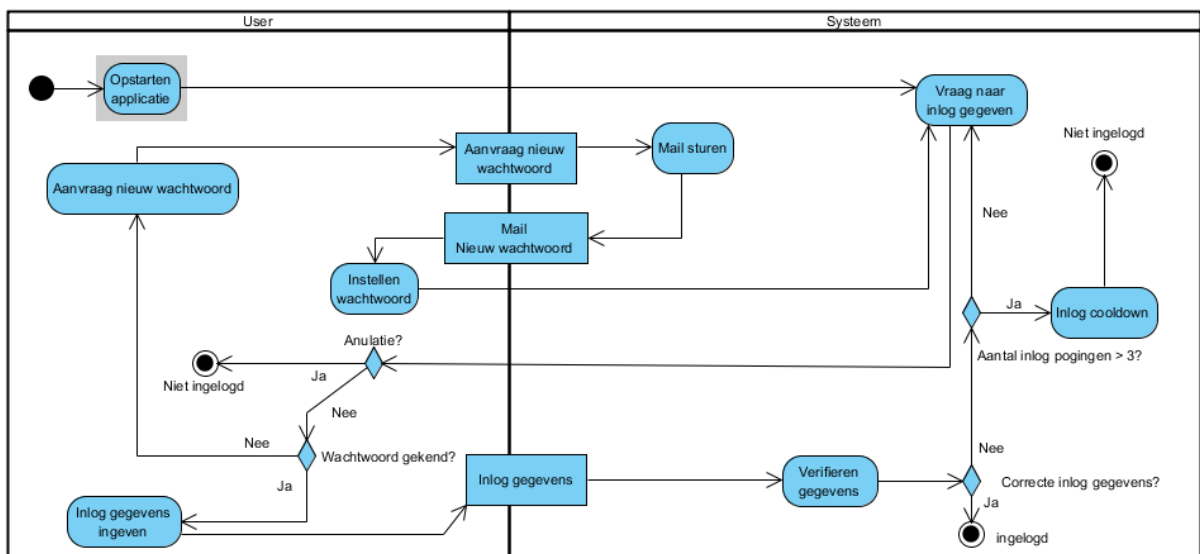 User
Systeem
Opstarten
applicatie
Vraag naar
inlog gegeven
Niet ingelogd
Aanvraag nieuw
wachtwoord
Mail sturen
Aanvraag nieuw wachtwoord
Nee
Mail
Nieuw wachtwoord
Instellen
wachtwoord
Ja
Inlog cooldown
Anulatie?
Aantal inlog pogingen > 3?
Ja
Niet ingelogd
Nee
Nee
Wachtwoord gekend?
Nee
Ja
Inlog gegevens
Verifieren
gegevens
Correcte inlog gegevens?
Ja
Inlog gegevens
ingeven
ingelogd